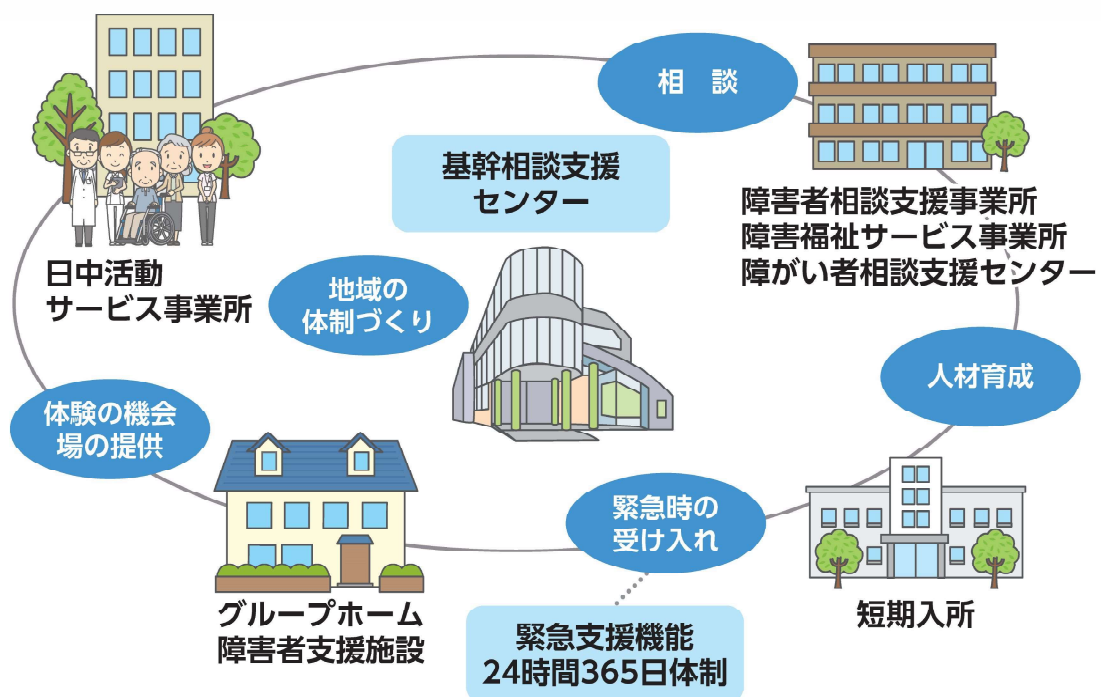 相　談
基幹相談支援
センター
障害者相談支援事業所
障害福祉サービス事業所
障がい者相談支援センター
日中活動
サービス事業所
地域の
体制づくり
人材育成
体験の機会
場の提供
緊急時の
受け入れ
グループホーム
障害者支援施設
短期入所
緊急支援機能
24時間365日体制